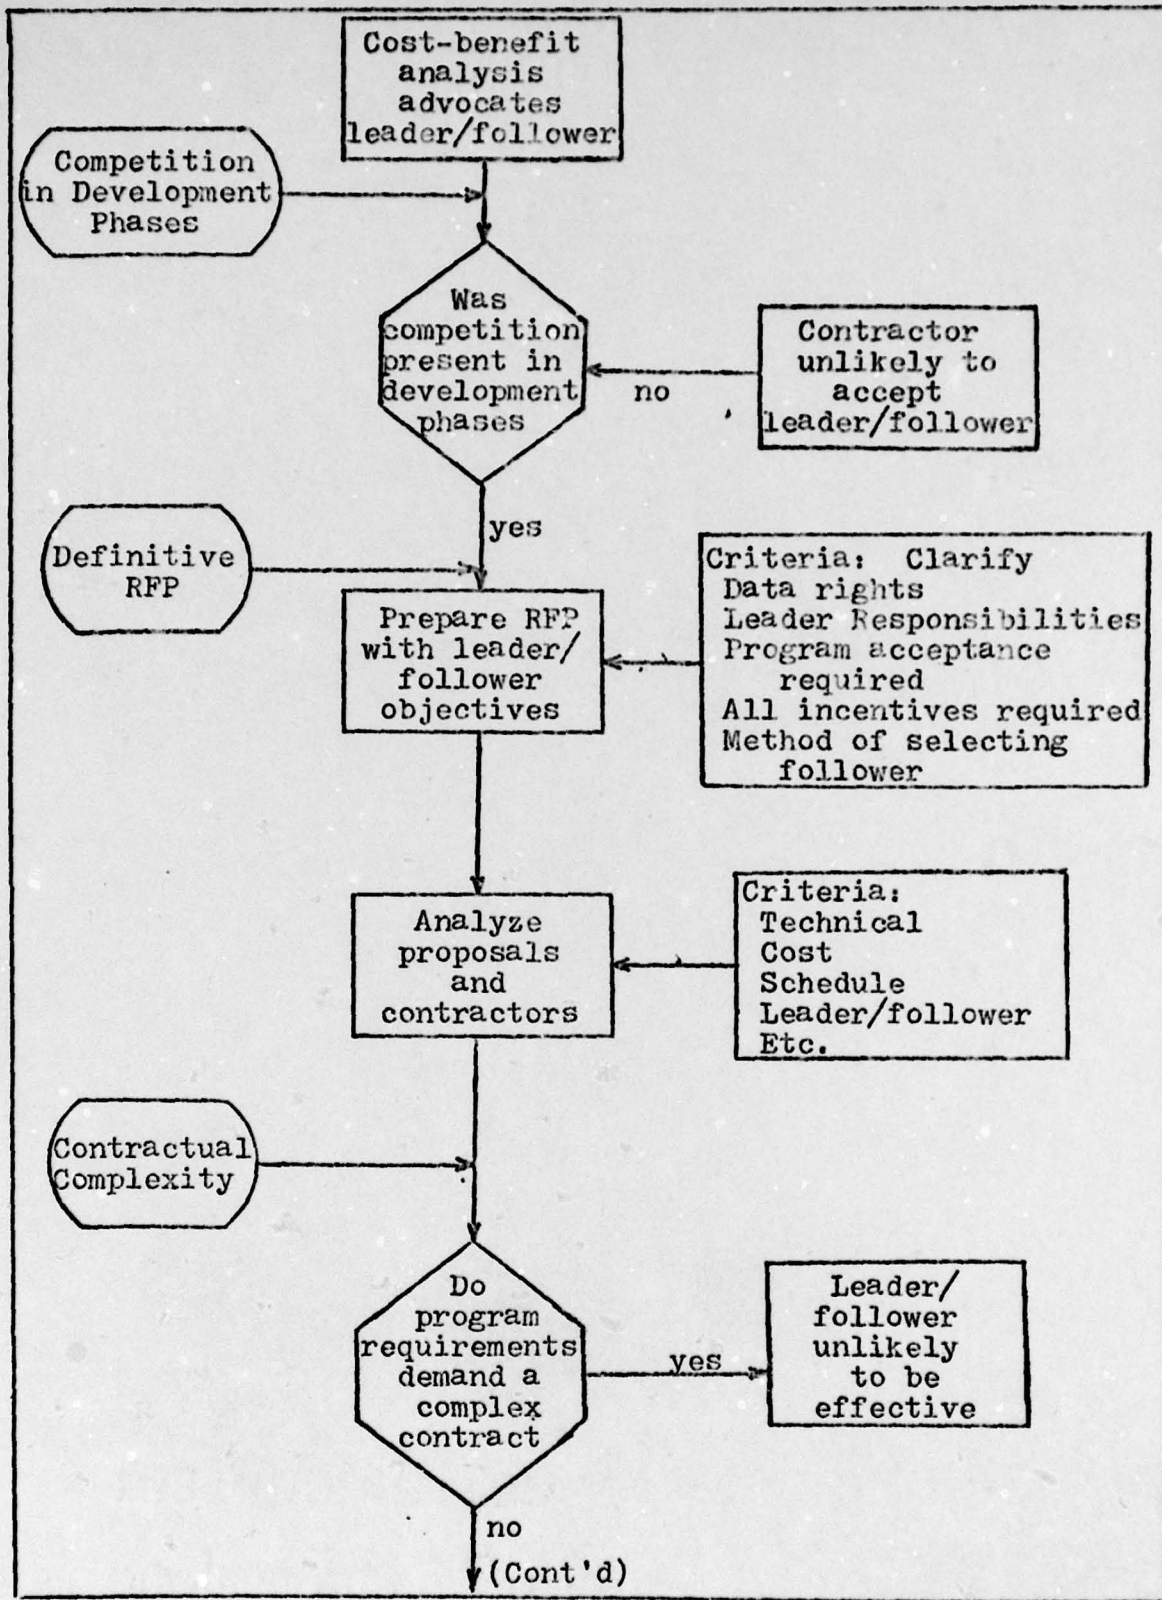 Cost-benefit
analysis
advocates
leader/follower
Competition
in Development
Phases
Was
competition
present in
development
phases
no
Contractor
unlikely to
accept
leader/follower
yes
Definitive
RFP
Prepare RFP
with leader/
follower
objectives
Criteria: Clarify
Data rights
Leader Responsibilities
Program acceptance
required
All incentives required
Method of selecting
follower
Analyze
proposals
and
contractors
Criteria:
Technical
Cost
Schedule
Leader/follower
Etc.
Contractual
Complexity
Do
program
requirements
demand a
complex
contract
yes
Leader/
follower
unlikely
to be
effective
no
(Cont'd)